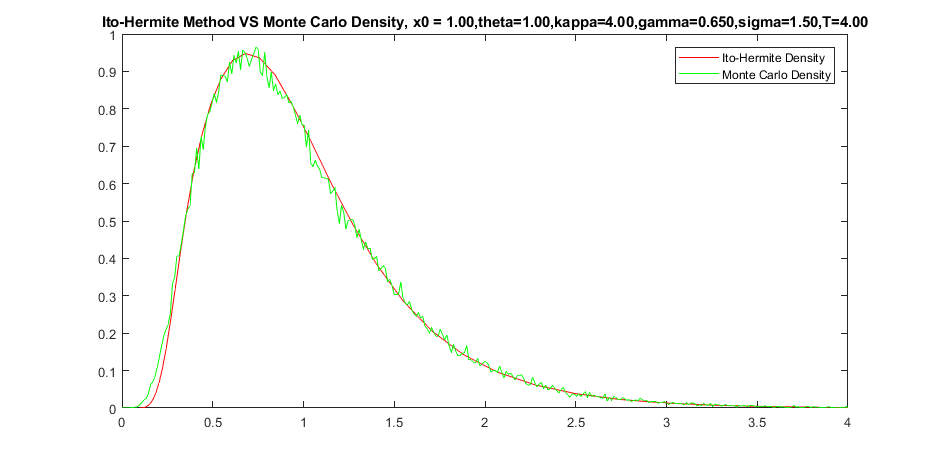 Ito-Hermite Method VS Monte Carlo Density, x0 = 1.00,theta=1.00,kappa=4.00,gamma=0.650,sigma=1.50,T=4.00
Ito-Hermite Density
Monte Carlo Density
1
0.9
0.8
0.7
0.6
0.5
0.4
0.3
0.2
0.1
0
0 0.5 1 1.5 2 2.5 3 3.5 4